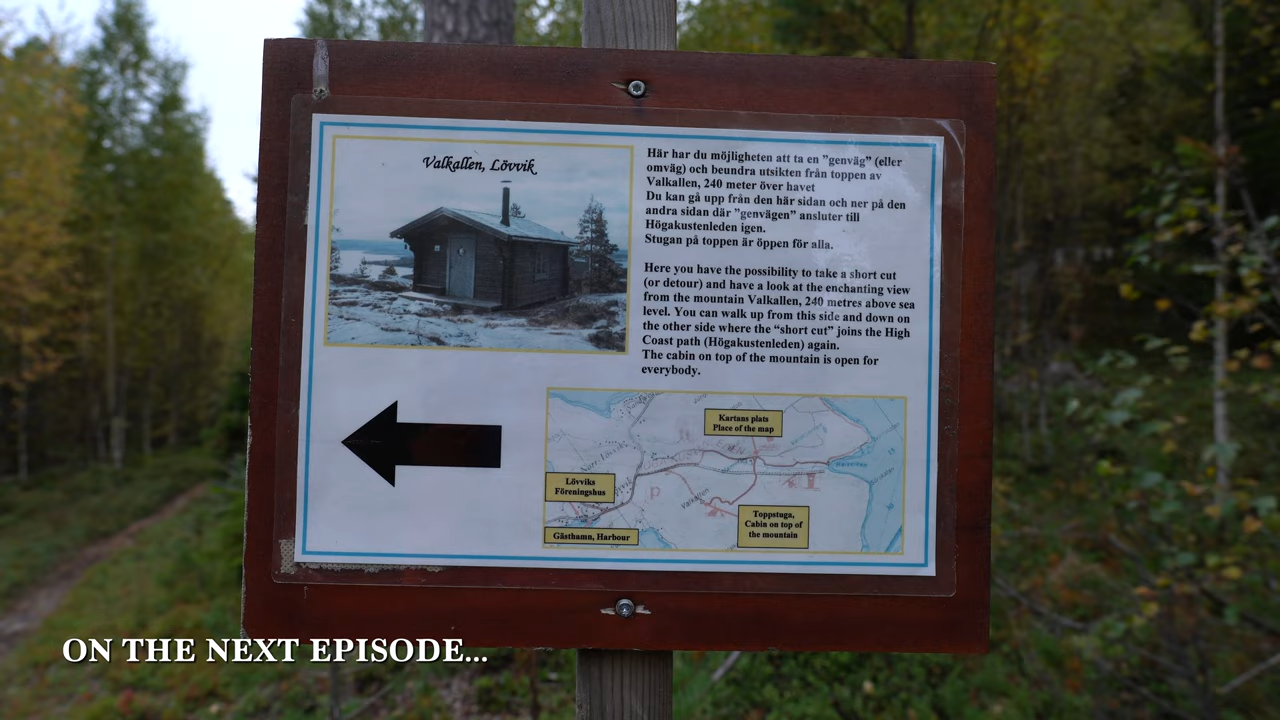 Valkallen, Lövvik
Här har du möjligheten att ta en "genväg" (eller
omväg) och beundra utsikten från toppen av
Valkallen, 240 meter över havet
Du kan gå upp från den här sidan och ner på den
andra sidan där "genvägen" ansluter till
Högakustenleden igen.
Stugan på toppen är öppen för alla.
Here you have the possibility to take a short cut
(or detour) and have a look at the enchanting view
from the mountain Valkallen, 240 metres above sea
level. You can walk up from this side and down on
the other side where the “short cut” joins the High
Coast path (Högakustenleden) again.
The cabin on top of the mountain is open for
everybody.
Kartans plats
Place of the map
Lövviks
Föreningshus
Valkallen
P
Toppstuga,
Cabin on top of
the mountain
Gästhamn, Harbour
ON THE NEXT EPISODE...